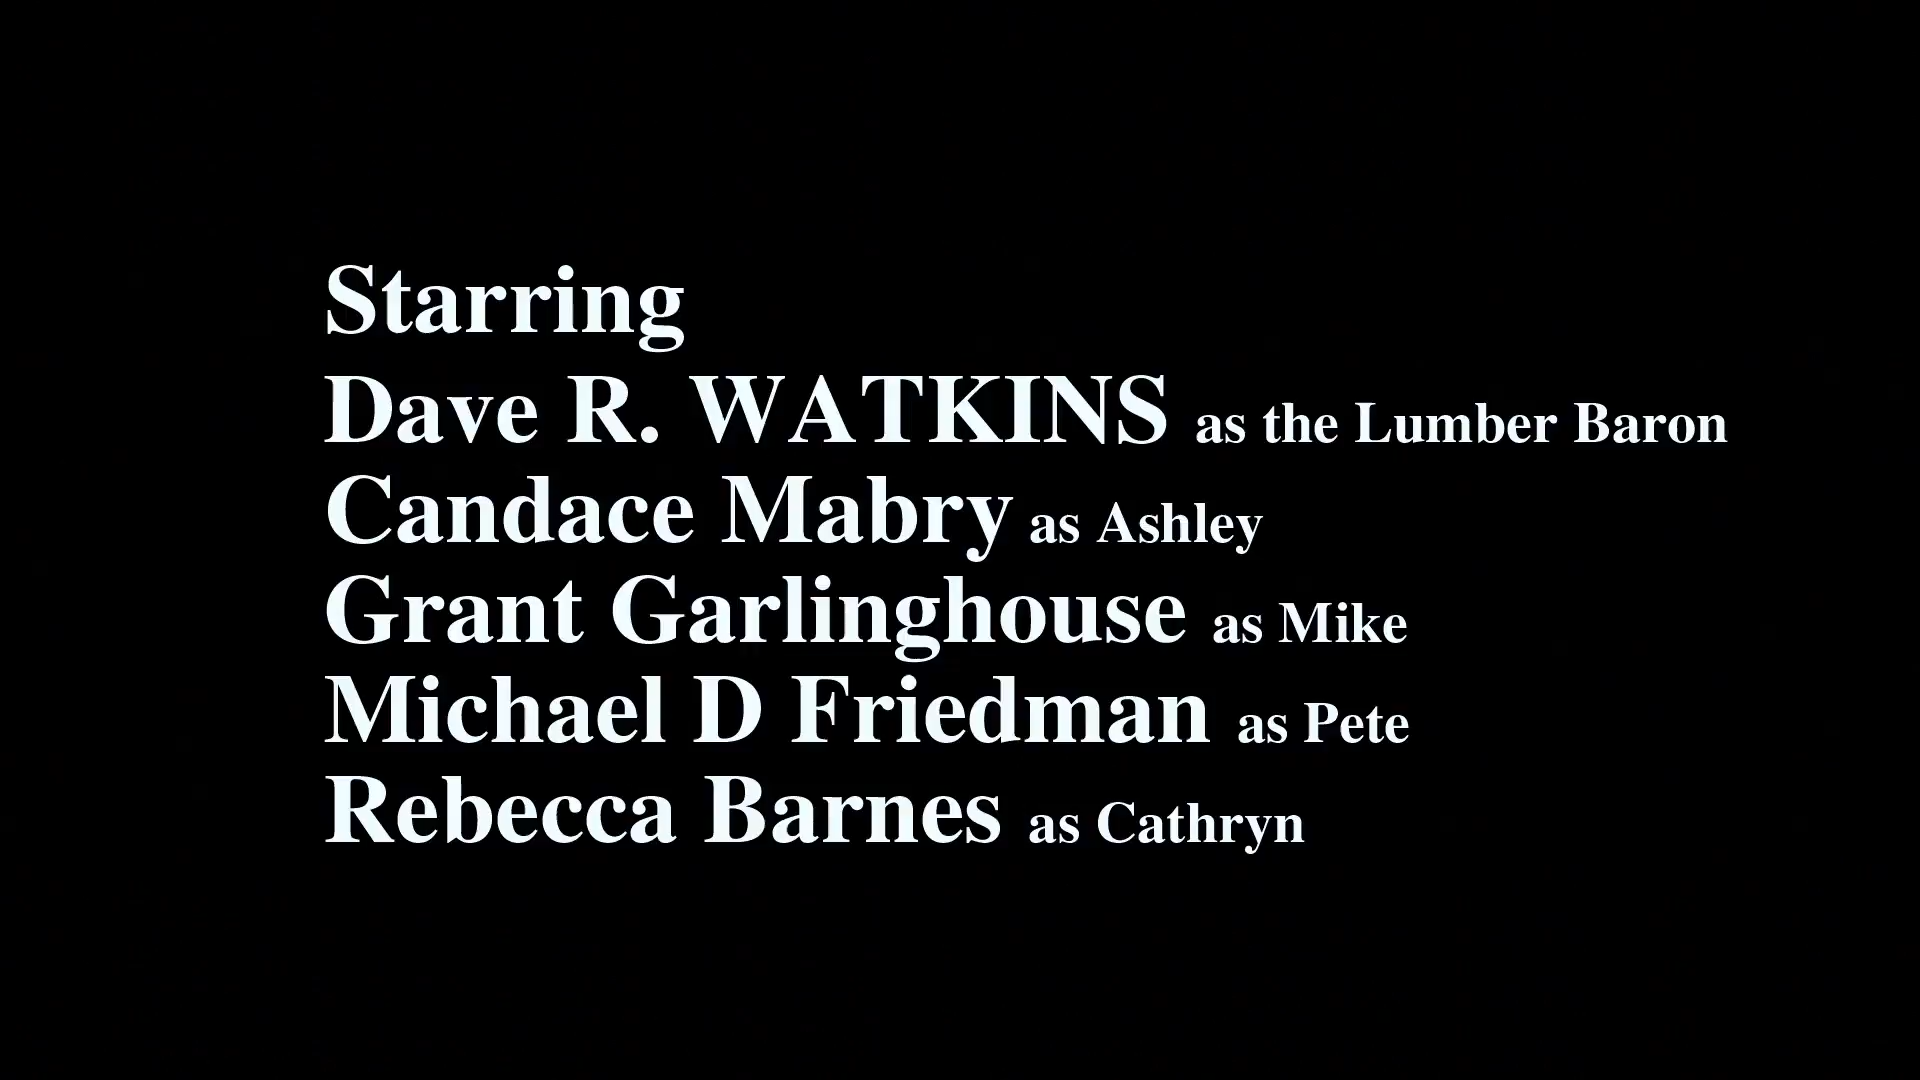 Starring
Dave R. WATKINS as the Lumber Baron
Candace Mabry as Ashley
Grant Garlinghouse as Mike
Michael D Friedman as Pete
Rebecca Barnes as Cathryn